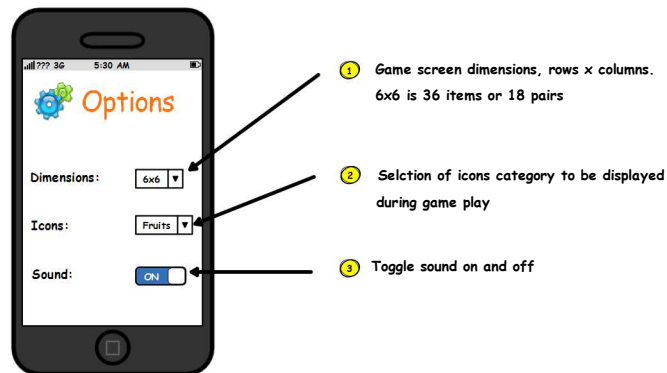 ??? 3G 5:30 AM
Options
Dimensions: 6x6
Icons: Fruits
Sound: ON
1 Game screen dimensions, rows x columns.
6x6 is 36 items or 18 pairs
2 Selction of icons category to be displayed
during game play
3 Toggle sound on and off